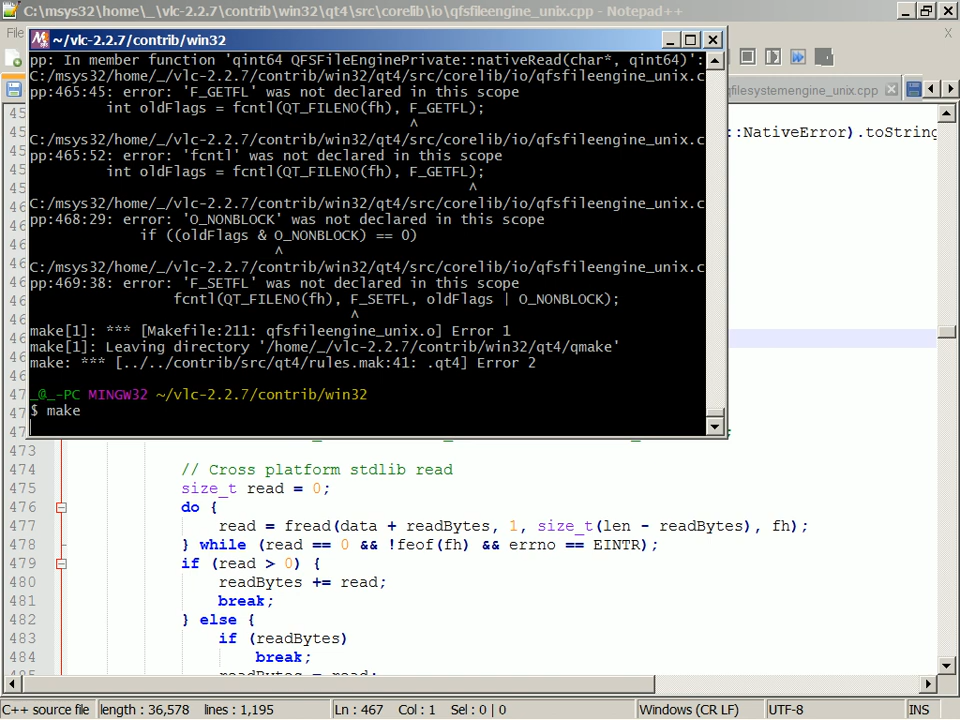 C:\msys32\home\_\vlc-2.2.7\contrib\win32\qt4\src\corelib\io\qfsfileengine_unix.cpp - Notepad++
File
X
~/vlc-2.2.7/contrib/win32
qfilesystemengine_unix.cpp
pp: In member function 'qint64 QFSFileEnginePrivate::nativeRead(char*, qint64)':
C:/msys32/home/_/vlc-2.2.7/contrib/win32/qt4/src/corelib/io/qfsfileengine_unix.c
pp:465:45: error: 'F_GETFL' was not declared in this scope
int oldFlags = fcntl(QT_FILENO(fh), F_GETFL);
^
C:/msys32/home/_/vlc-2.2.7/contrib/win32/qt4/src/corelib/io/qfsfileengine_unix.c
pp:465:52: error: 'fcntl' was not declared in this scope
int oldFlags = fcntl(QT_FILENO(fh), F_GETFL);
^
C:/msys32/home/_/vlc-2.2.7/contrib/win32/qt4/src/corelib/io/qfsfileengine_unix.c
pp:468:29: error: 'O_NONBLOCK' was not declared in this scope
if ((oldFlags & O_NONBLOCK) == 0)
^
C:/msys32/home/_/vlc-2.2.7/contrib/win32/qt4/src/corelib/io/qfsfileengine_unix.c
pp:469:38: error: 'F_SETFL' was not declared in this scope
fcntl(QT_FILENO(fh), F_SETFL, oldFlags | O_NONBLOCK);
^
make[1]: *** [Makefile:211: qfsfileengine_unix.o] Error 1
make[1]: Leaving directory '/home/_/vlc-2.2.7/contrib/win32/qt4/qmake'
make: *** [../../contrib/src/qt4/rules.mak:41: .qt4] Error 2
_@_-PC MINGW32 ~/vlc-2.2.7/contrib/win32
$ make
::NativeError).toString
473
474 // Cross platform stdlib read
475 size_t read = 0;
476 do {
477 read = fread(data + readBytes, 1, size_t(len - readBytes), fh);
478 } while (read == 0 && !feof(fh) && errno == EINTR);
479 if (read > 0) {
480 readBytes += read;
481 break;
482 } else {
483 if (readBytes)
484 break;
readBytes = read;
C++ source file length : 36,578 lines : 1,195 Ln : 467 Col : 1 Sel : 0 | 0 Windows (CR LF) UTF-8 INS